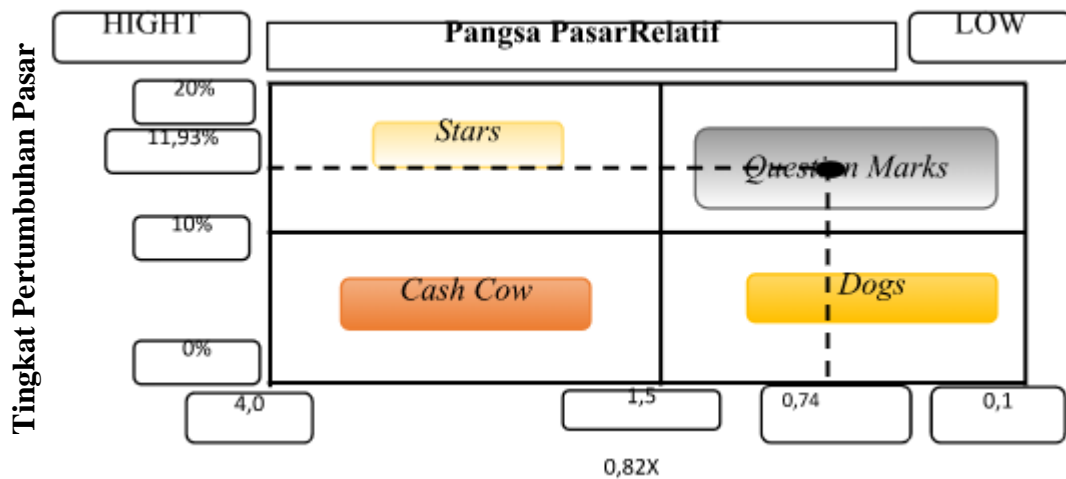 HIGHT
Pangsa PasarRelatif
LOW
Tingkat Pertumbuhan Pasar
20%
11,93%
10%
0%
Stars
Question Marks
Cash Cow
Dogs
4,0
1,5
0,74
0,1
0,82X